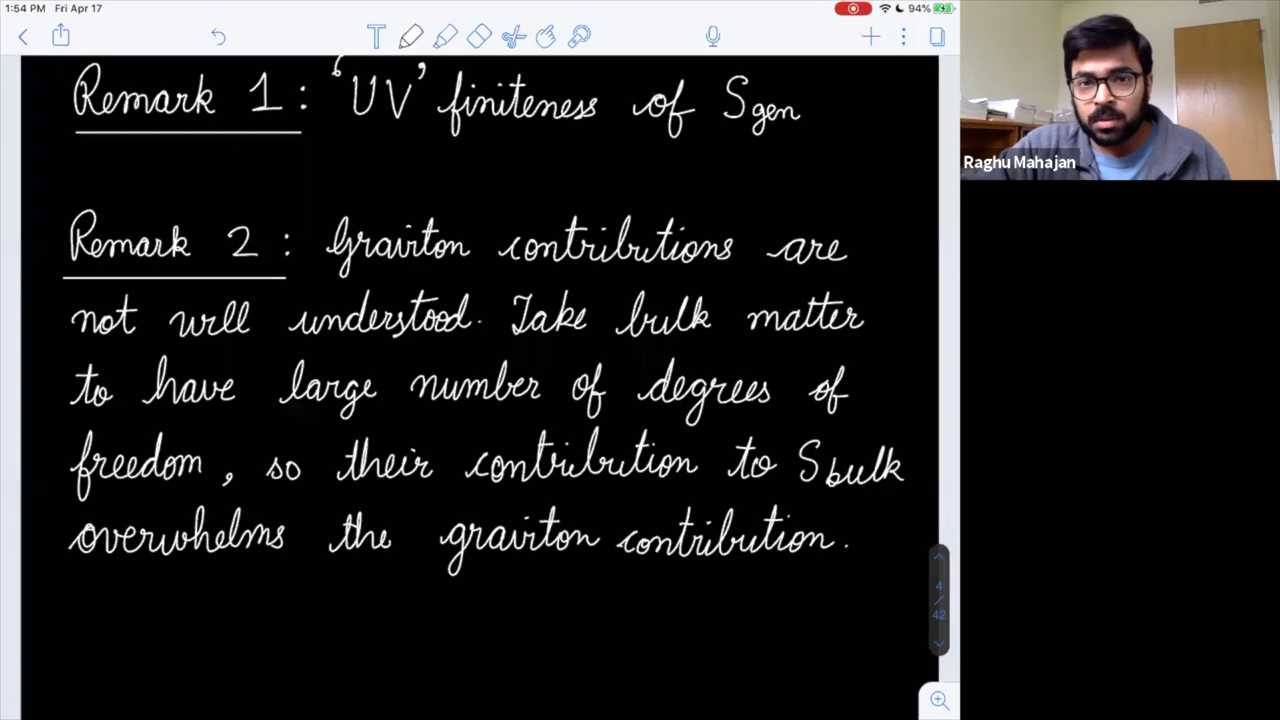 1:54 PM Fri Apr 17
94%
Remark 1: 'UV' finiteness of Sgen
Raghu Mahajan
Remark 2: Graviton contributions are
not well understood. Take bulk matter
to have large number of degrees of
freedom, so their contribution to Sbulk
overwhelms the graviton contribution.
4
/
42